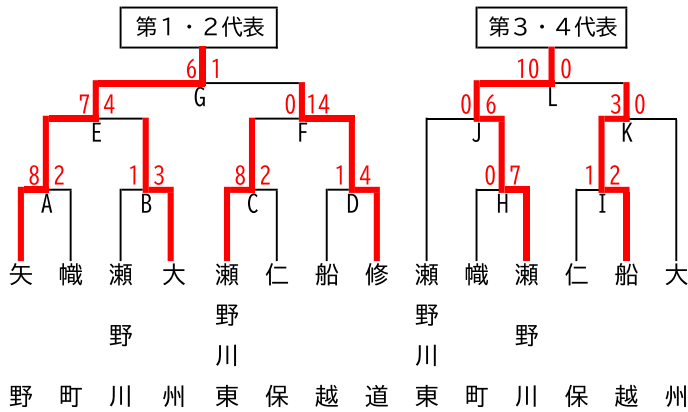 第1・2代表
第3・4代表
6 1
10 0
G
L
7 4
0 14
0 6
3 0
E
F
J
K
8 2
1 3
8 2
1 4
0 7
1 2
A
B
C
D
H
I
矢野
幟町
瀬野川
大州
瀬野川東
仁保
船越
修道
瀬野川東
幟町
瀬野川
仁保
船越
大州